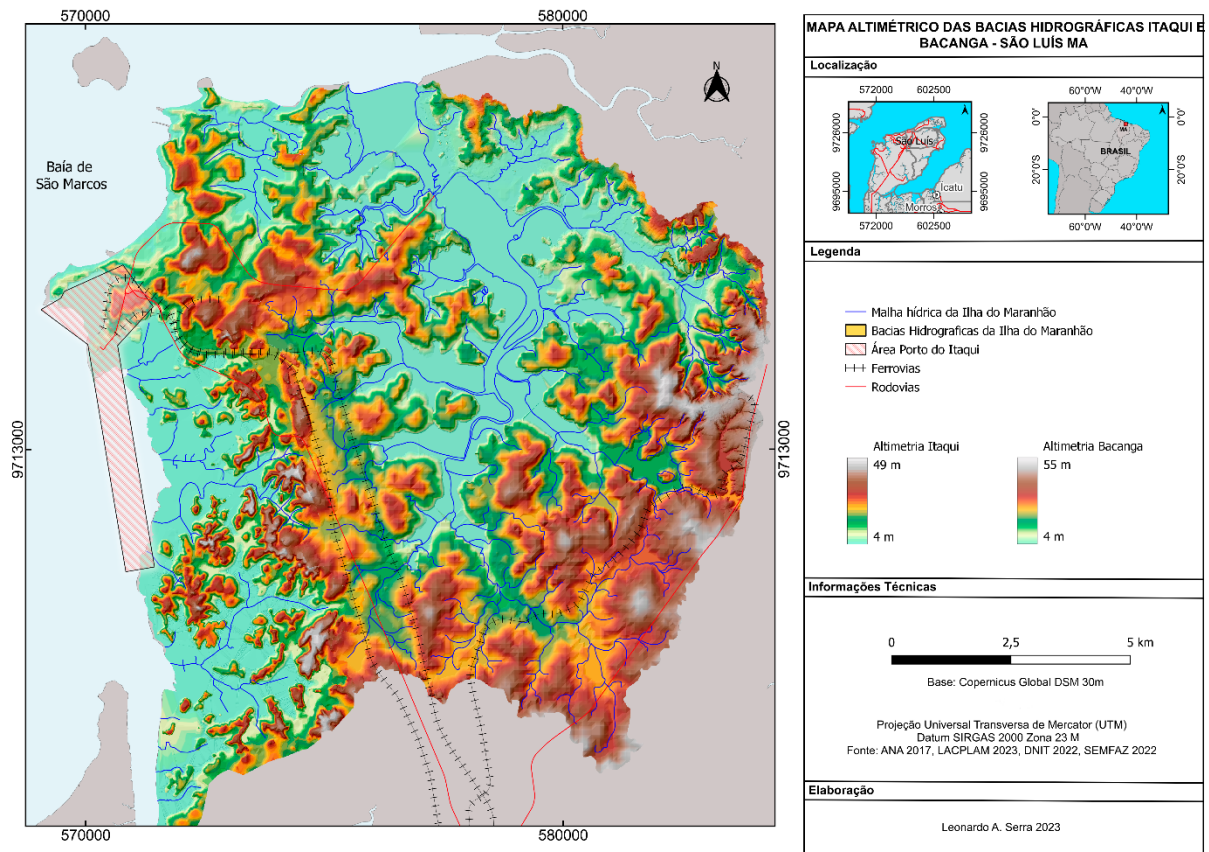 570000
580000
N
Baía de
São Marcos
9713000
9713000
570000
580000
MAPA ALTIMÉTRICO DAS BACIAS HIDROGRÁFICAS ITAQUI E
BACANGA - SÃO LUÍS MA
Localização
572000 602500
9728000
9728000
9695000
9695000
São Luís
Icatu
Morros
572000 602500
60°0'W 40°0'W
0°0'
0°0'
20°0'S
20°0'S
MA
BRASIL
60°0'W 40°0'W
Legenda
Malha hídrica da Ilha do Maranhão
Bacias Hidrograficas da Ilha do Maranhão
Área Porto do Itaqui
Ferrovias
Rodovias
Altimetria Itaqui
49 m
4 m
Altimetria Bacanga
55 m
4 m
Informações Técnicas
0 2,5 5 km
Base: Copernicus Global DSM 30m
Projeção Universal Transversa de Mercator (UTM)
Datum SIRGAS 2000 Zona 23 M
Fonte: ANA 2017, LACPLAM 2023, DNIT 2022, SEMFAZ 2022
Elaboração
Leonardo A. Serra 2023